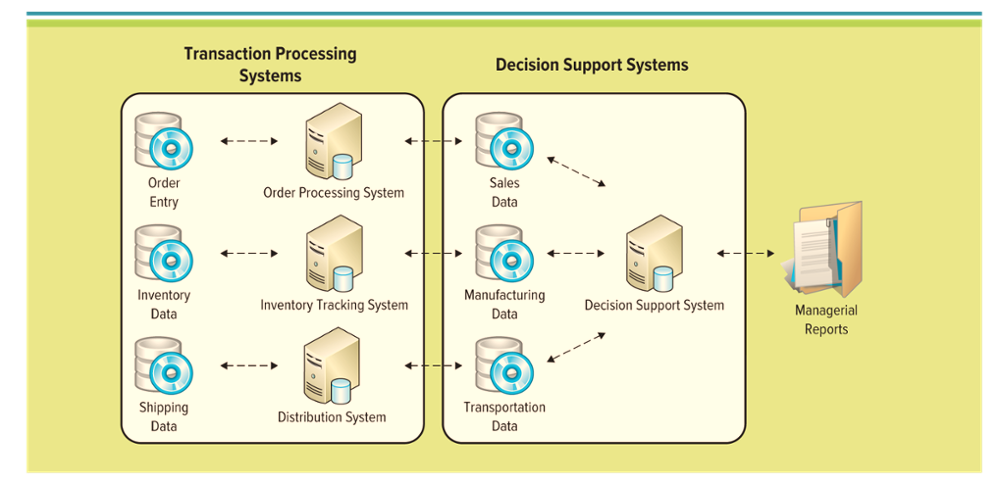 Transaction Processing
Systems
Decision Support Systems
Order
Entry
Order Processing System
Sales
Data
Inventory
Data
Inventory Tracking System
Manufacturing
Data
Decision Support System
Managerial
Reports
Shipping
Data
Distribution System
Transportation
Data